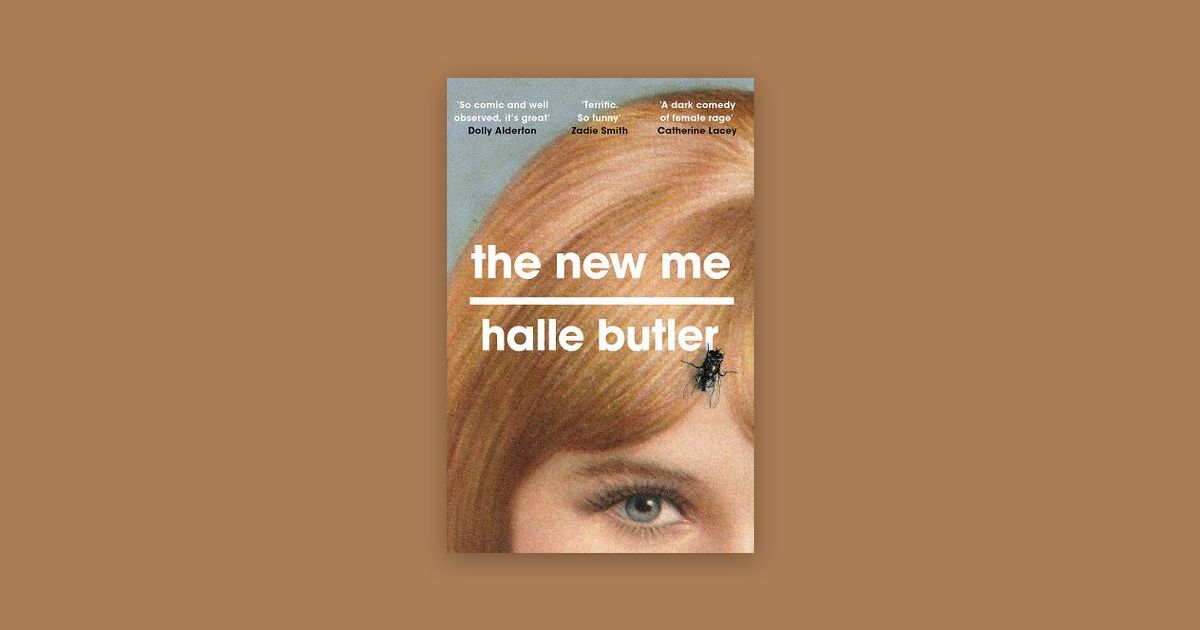 'So comic and well
observed, it's great'
Dolly Alderton
'Terrific.
So funny'
Zadie Smith
'A dark comedy
of female rage'
Catherine Lacey
the new me
halle butler